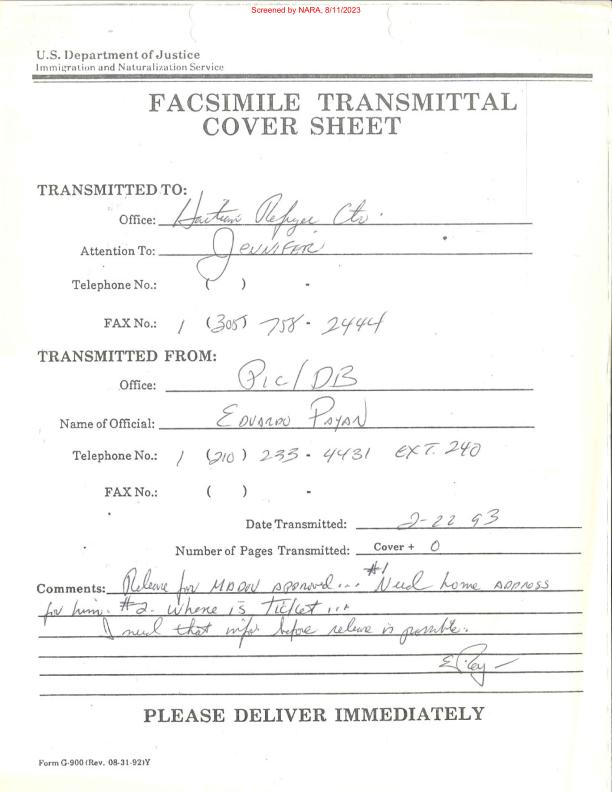 Screened by NARA, 8/11/2023
U.S. Department of Justice
Immigration and Naturalization Service
FACSIMILE TRANSMITTAL
COVER SHEET
TRANSMITTED TO:
Office: Haitian Refugee Ctr.
Attention To: JENNIFER
Telephone No.: ( ) -
FAX No.: 1 (305) 758 - 2444
TRANSMITTED FROM:
Office: PIC/DB
Name of Official: EDUARDO PAYAN
Telephone No.: 1 (210) 233 - 4431 EXT. 240
FAX No.: ( ) -
Date Transmitted: 2-22 93
Number of Pages Transmitted: Cover + 0
Comments: Release for approved... #1 Need home ADDRESS
for him. #2. Where is Ticket...
I need that info before release is possible.
PLEASE DELIVER IMMEDIATELY
Form G-900 (Rev. 08-31-92)Y